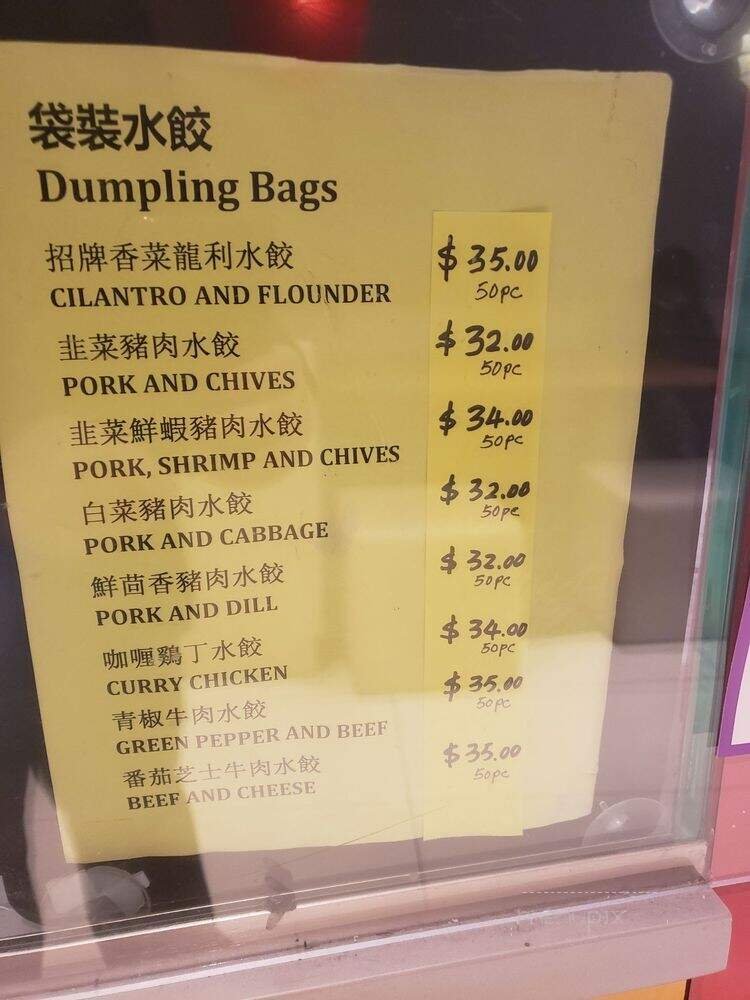 袋裝水餃
Dumpling Bags
招牌香菜龍利水餃
CILANTRO AND FLOUNDER
$35.00
50pc
韭菜豬肉水餃
PORK AND CHIVES
$32.00
50pc
韭菜鮮蝦豬肉水餃
PORK, SHRIMP AND CHIVES
$34.00
50pc
白菜豬肉水餃
PORK AND CABBAGE
$32.00
50pc
鮮茴香豬肉水餃
PORK AND DILL
$32.00
50pc
咖喱鷄丁水餃
CURRY CHICKEN
$34.00
50pc
青椒牛肉水餃
GREEN PEPPER AND BEEF
$35.00
50pc
番茄芝士牛肉水餃
BEEF AND CHEESE
$35.00
50pc